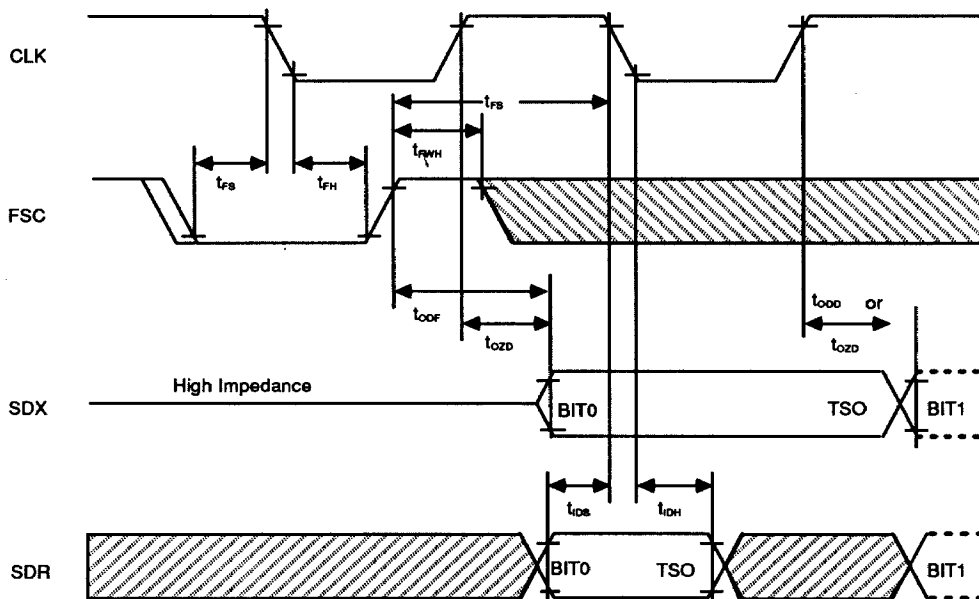 CLK
tFS
tFWH
tFS
tFH
FSC
tODF
tOZD
tODD or
tOZD
High Impedance
SDX
BIT0
TSO
BIT1
tIDS
tIDH
SDR
BIT0
TSO
BIT1